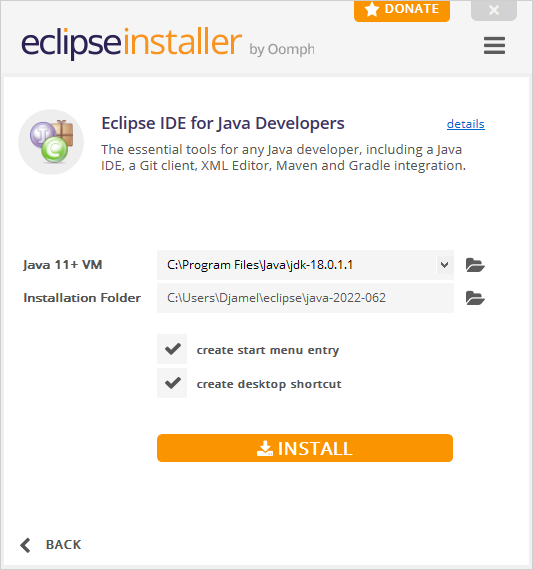 DONATE
eclipseinstaller by Oomph
Eclipse IDE for Java Developers
details
The essential tools for any Java developer, including a Java
IDE, a Git client, XML Editor, Maven and Gradle integration.
Java 11+ VM
C:\Program Files\Java\jdk-18.0.1.1
Installation Folder
C:\Users\Djamel\eclipse\java-2022-062
create start menu entry
create desktop shortcut
INSTALL
BACK